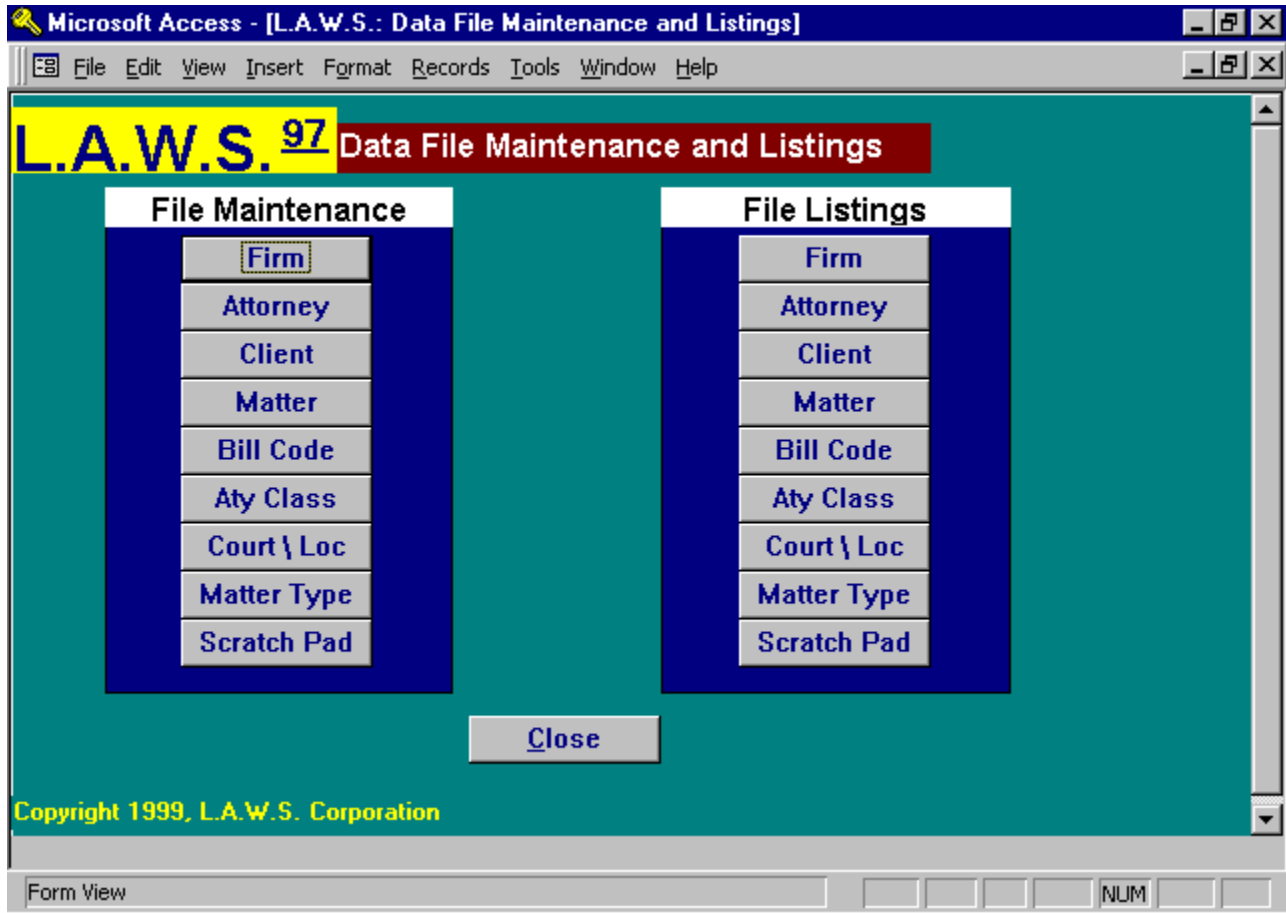 Microsoft Access - [L.A.W.S.: Data File Maintenance and Listings]
File Edit View Insert Format Records Tools Window Help
L.A.W.S. 97 Data File Maintenance and Listings
File Maintenance
Firm
Attorney
Client
Matter
Bill Code
Aty Class
Court \ Loc
Matter Type
Scratch Pad
File Listings
Firm
Attorney
Client
Matter
Bill Code
Aty Class
Court \ Loc
Matter Type
Scratch Pad
Close
Copyright 1999, L.A.W.S. Corporation
Form View
NUM